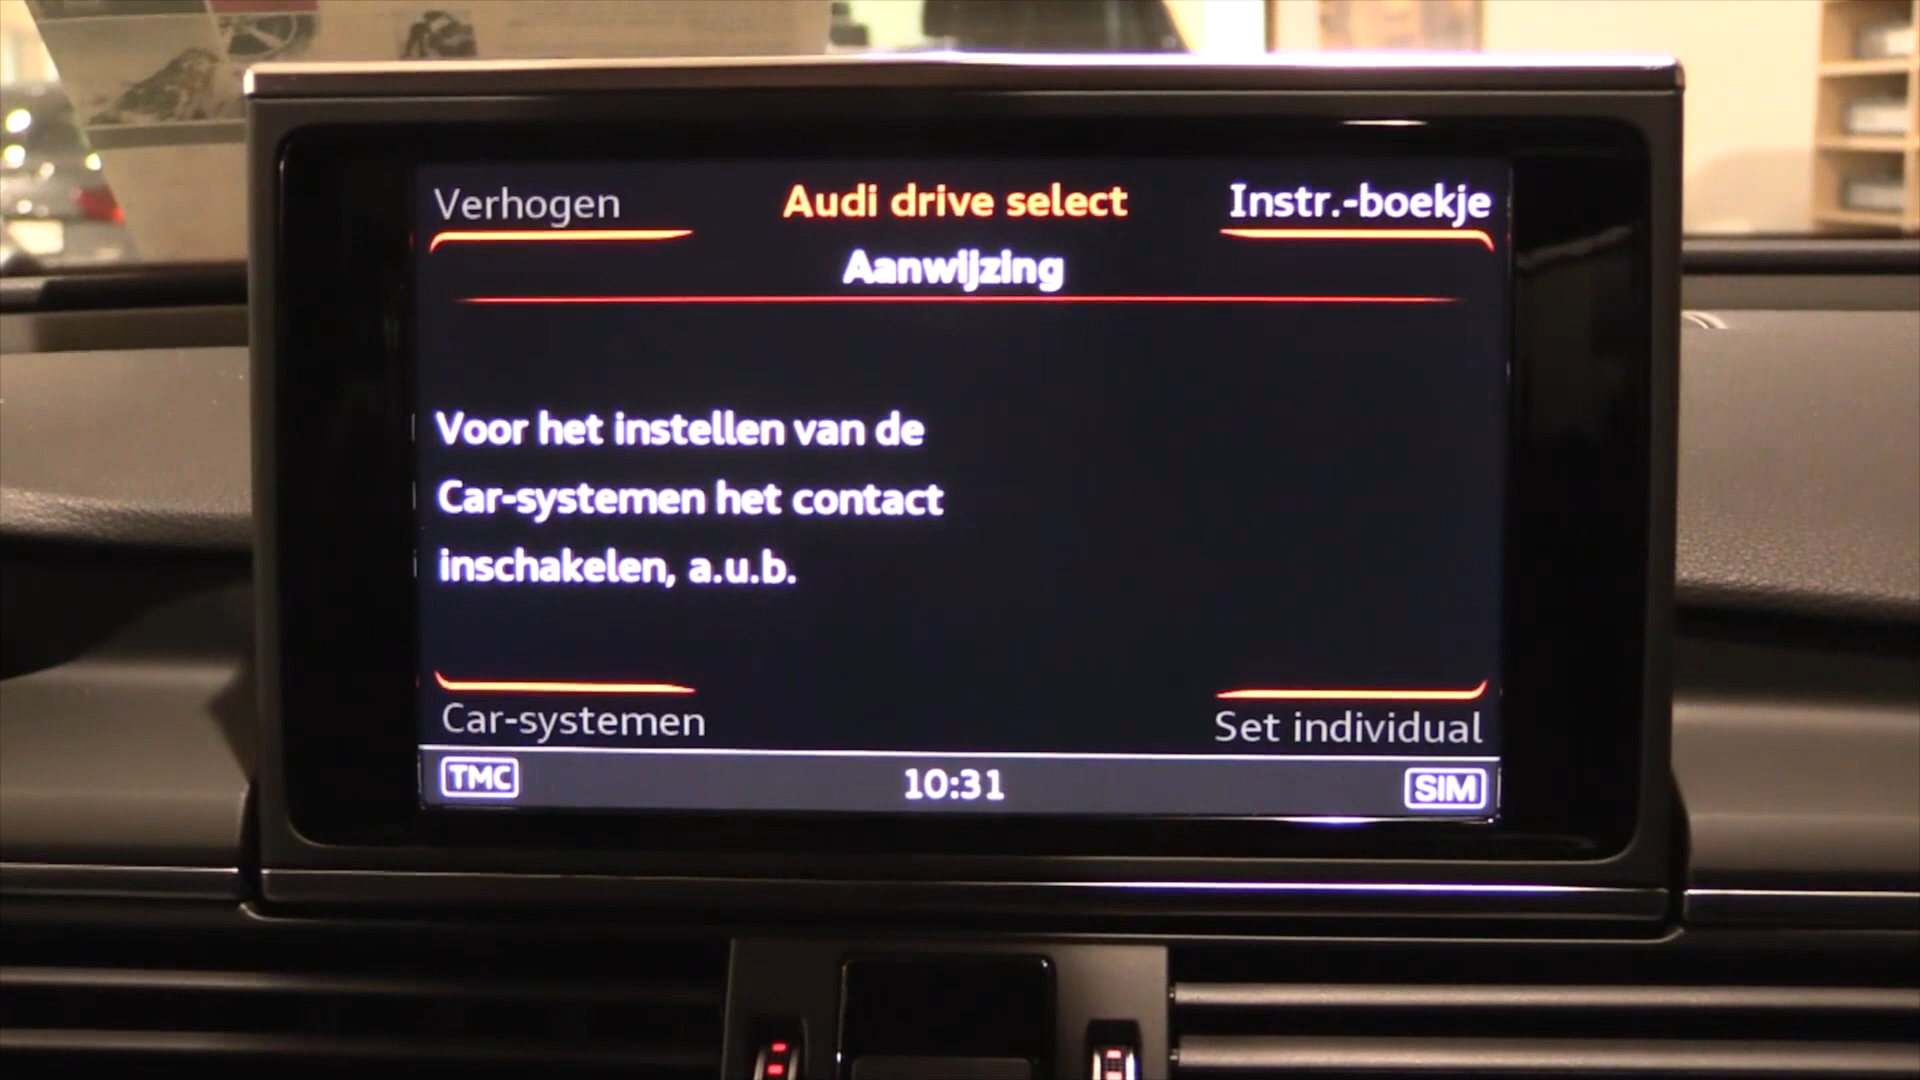 Verhogen Audi drive select Instr.-boekje
Aanwijzing
Voor het instellen van de
Car-systemen het contact
inschakelen, a.u.b.
Car-systemen Set individual
TMC 10:31 SIM